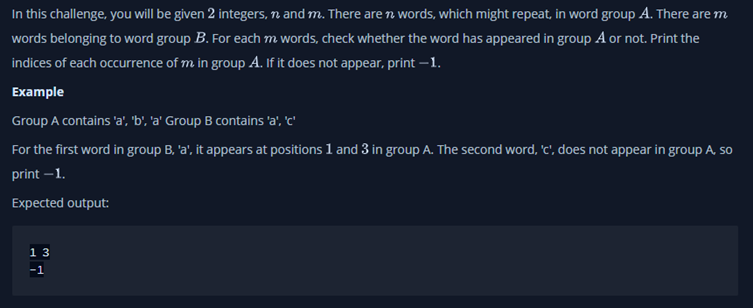 In this challenge, you will be given 2 integers, n and m. There are n words, which might repeat, in word group A. There are m
words belonging to word group B. For each m words, check whether the word has appeared in group A or not. Print the
indices of each occurrence of m in group A. If it does not appear, print −1.
Example
Group A contains 'a', 'b', 'a' Group B contains 'a', 'c'
For the first word in group B, 'a', it appears at positions 1 and 3 in group A. The second word, 'c', does not appear in group A, so
print −1.
Expected output:
1 3
-1